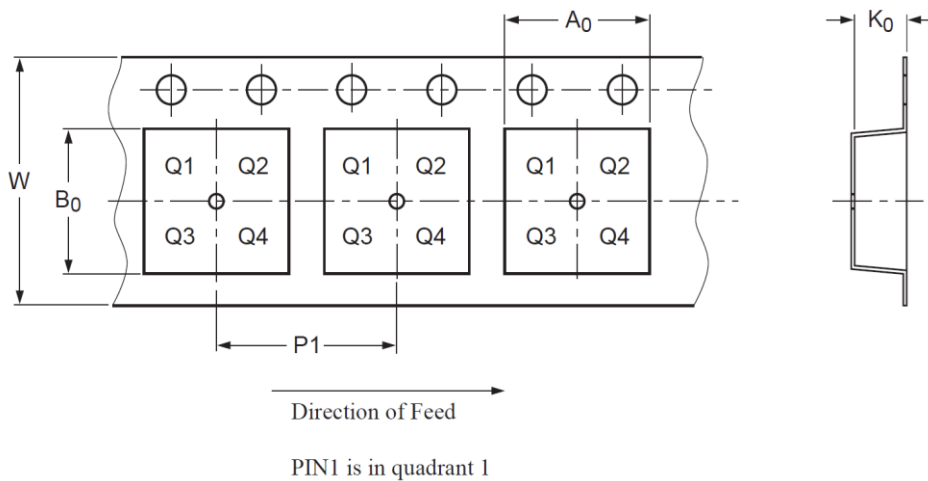 A0
K0
W
B0
Q1 Q2 Q1 Q2 Q1 Q2
Q3 Q4 Q3 Q4 Q3 Q4
P1
Direction of Feed
PIN1 is in quadrant 1